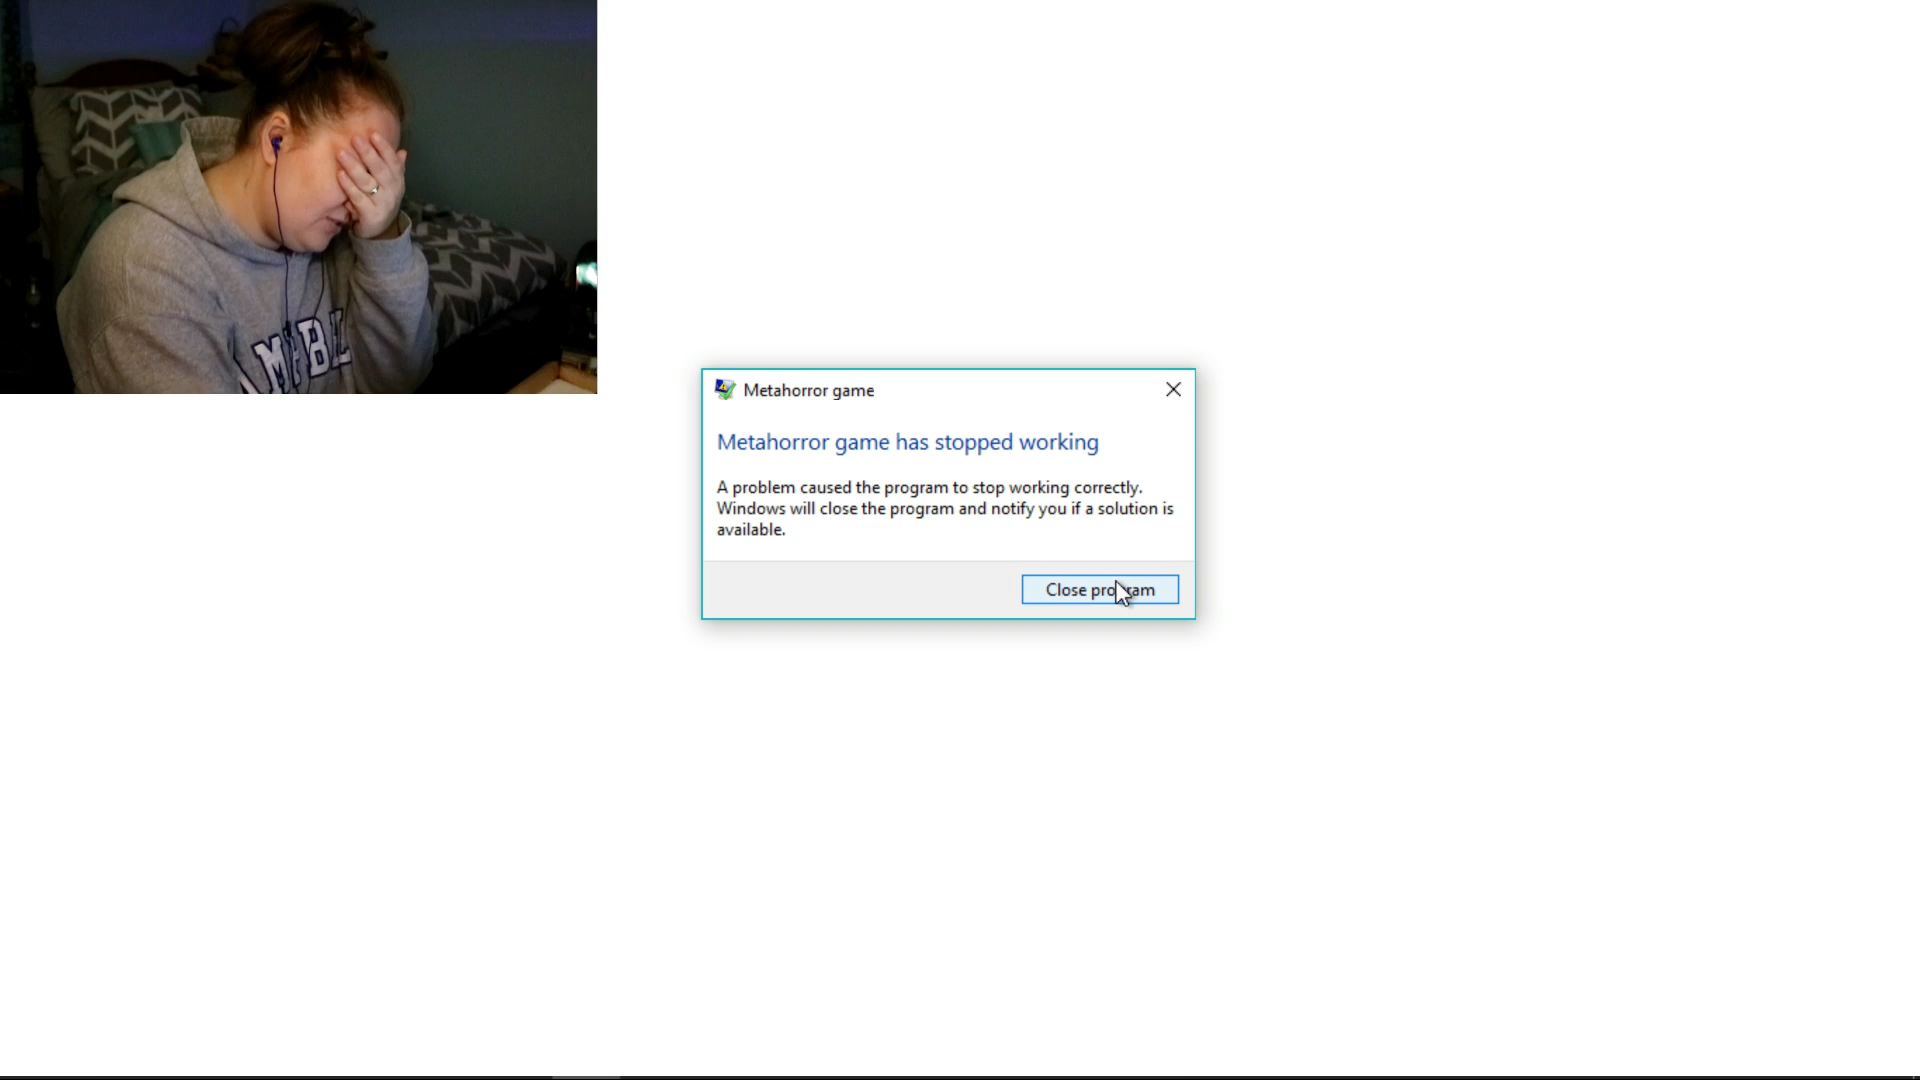 AMPBL
Metahorror game
Metahorror game has stopped working
A problem caused the program to stop working correctly.
Windows will close the program and notify you if a solution is
available.
Close program